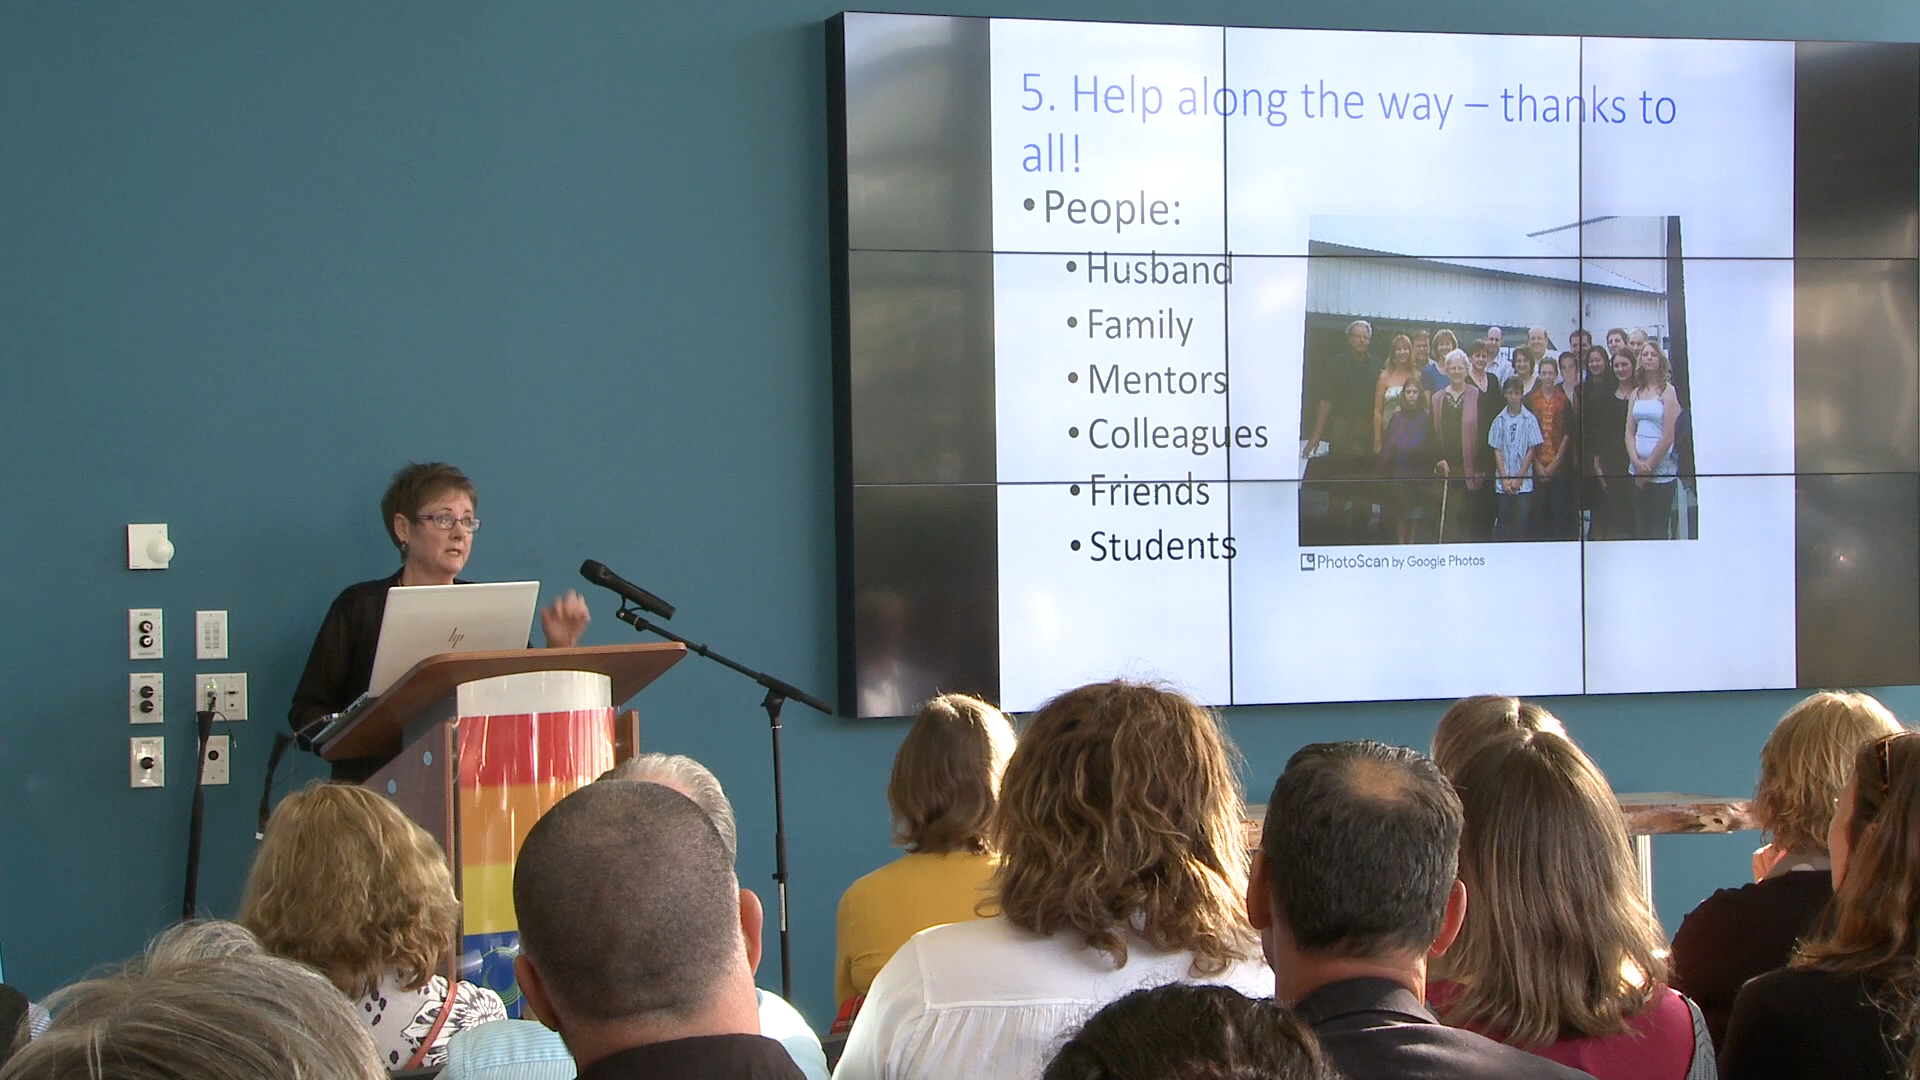 5. Help along the way – thanks to
all!
• People:
• Husband
• Family
• Mentors
• Colleagues
• Friends
• Students
PhotoScan by Google Photos
hp